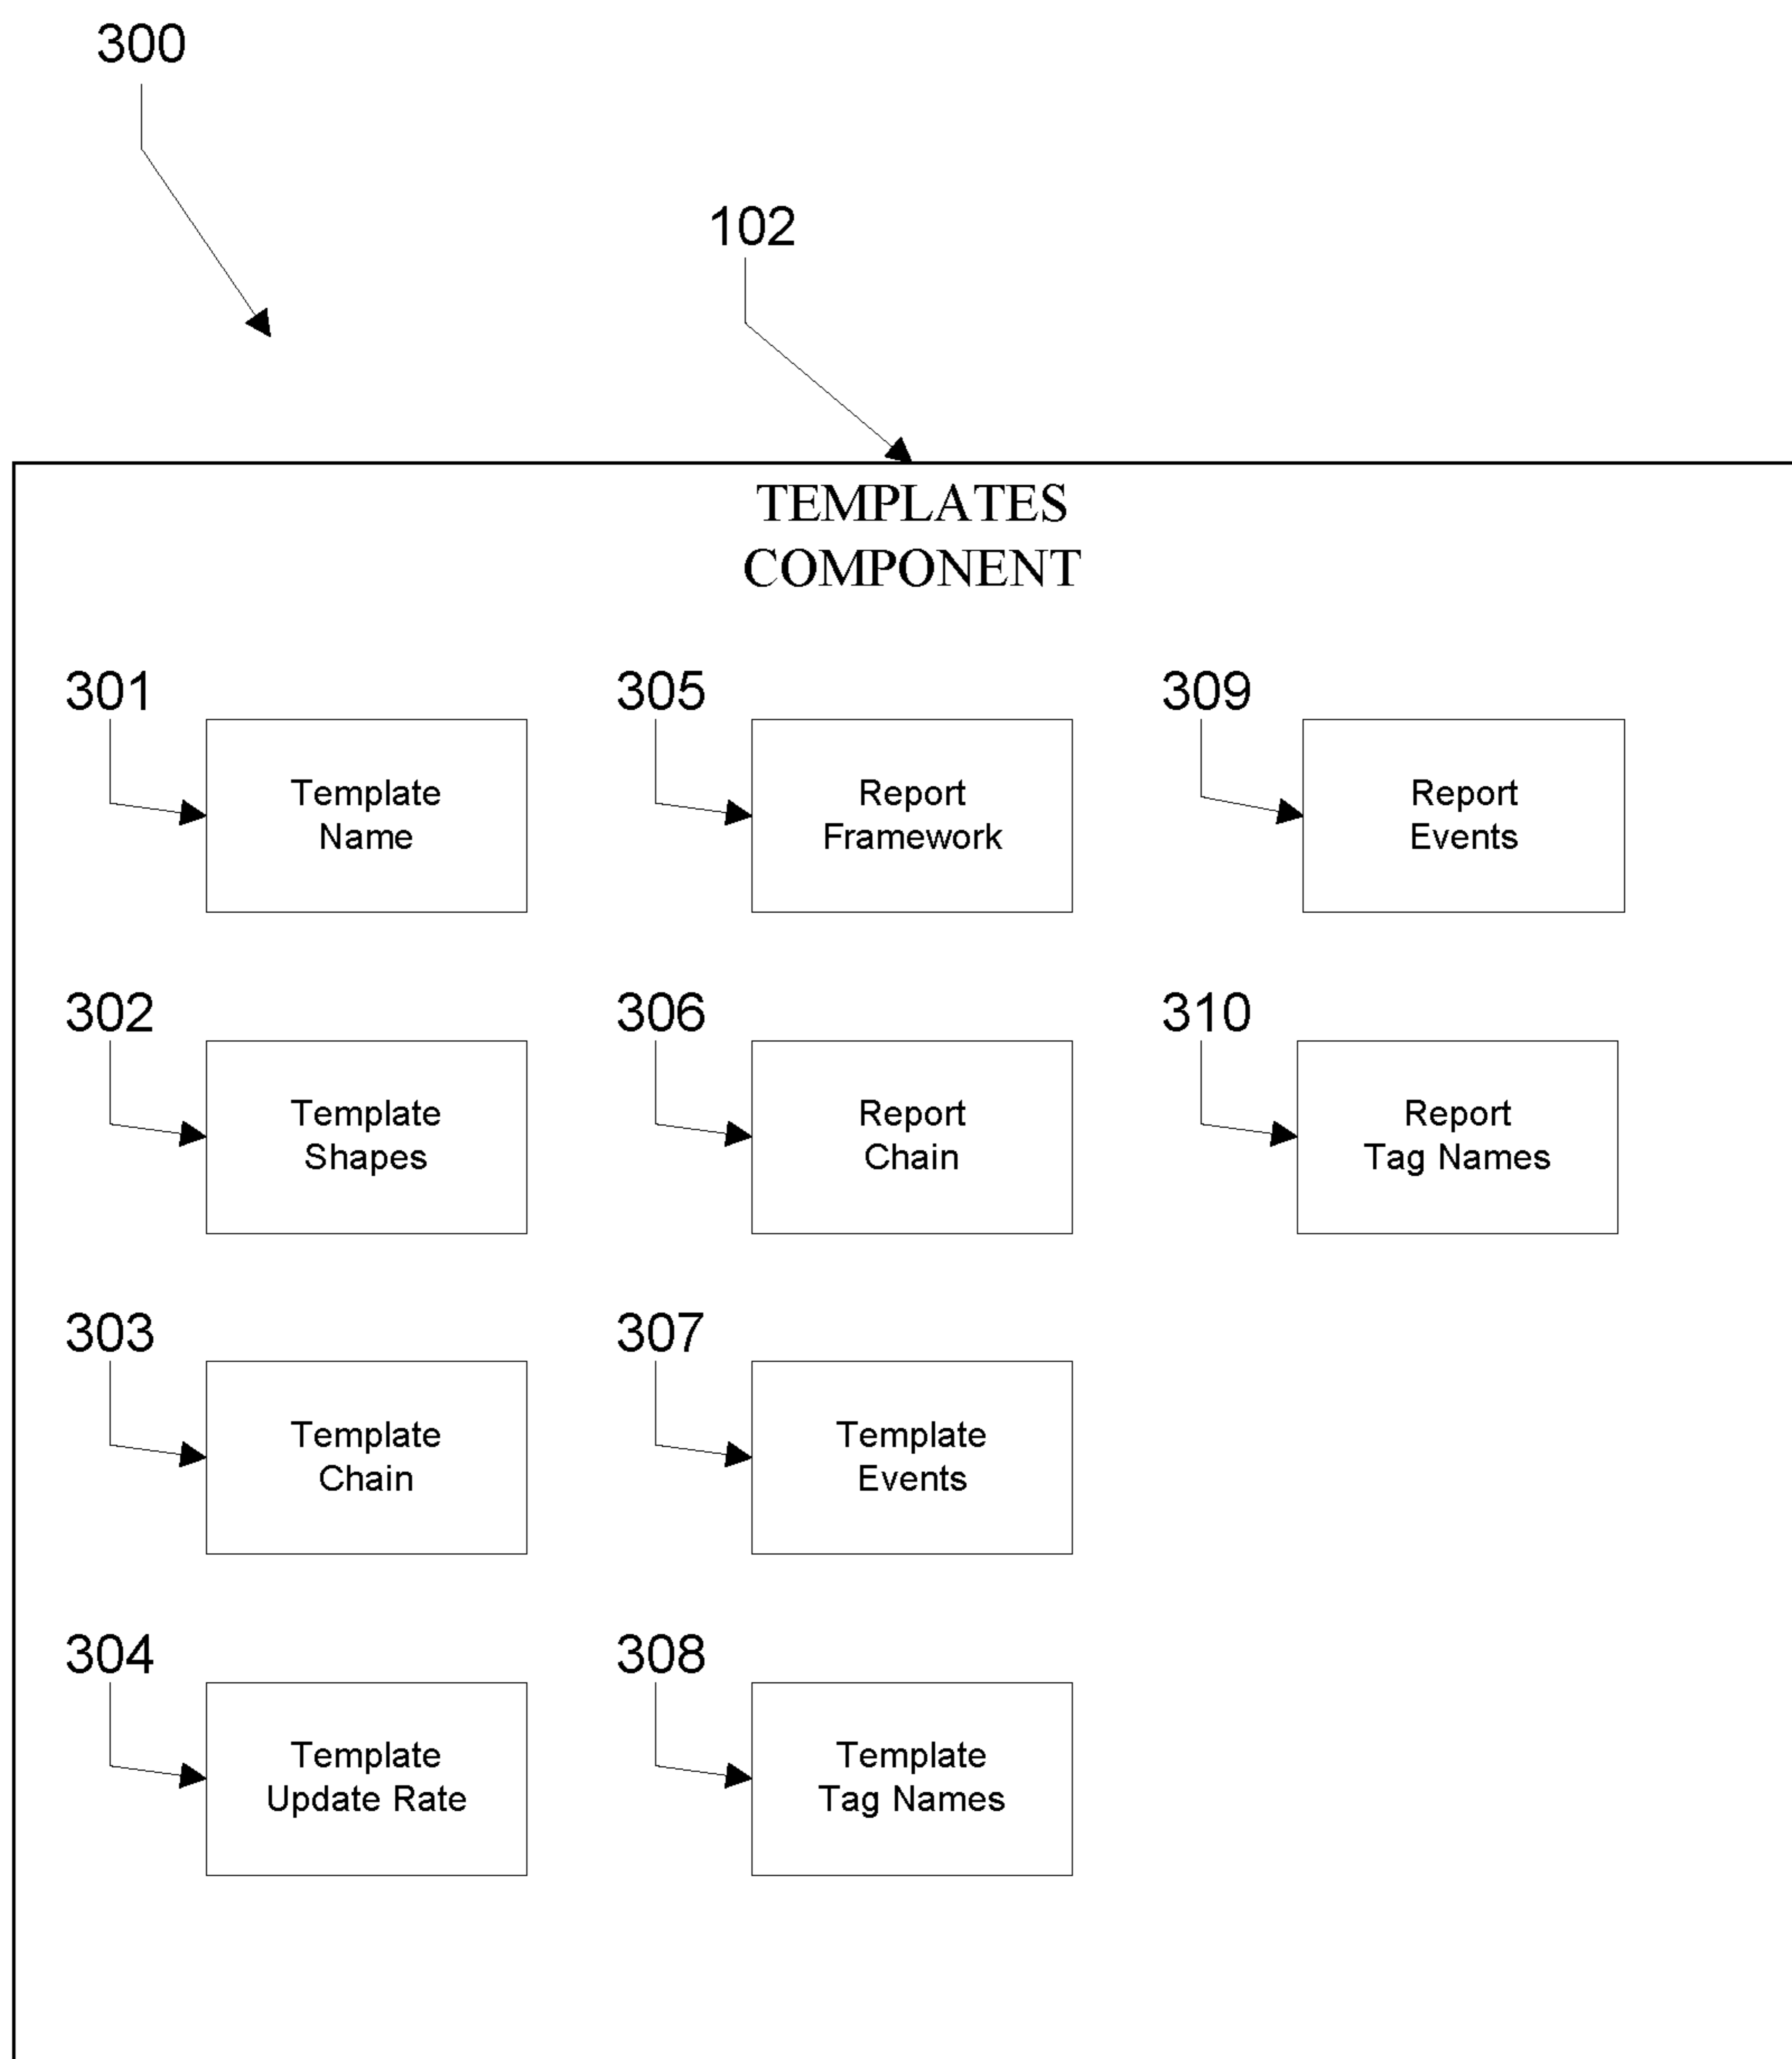 300
102
TEMPLATES
COMPONENT
301
Template
Name
305
Report
Framework
309
Report
Events
302
Template
Shapes
306
Report
Chain
310
Report
Tag Names
303
Template
Chain
307
Template
Events
304
Template
Update Rate
308
Template
Tag Names